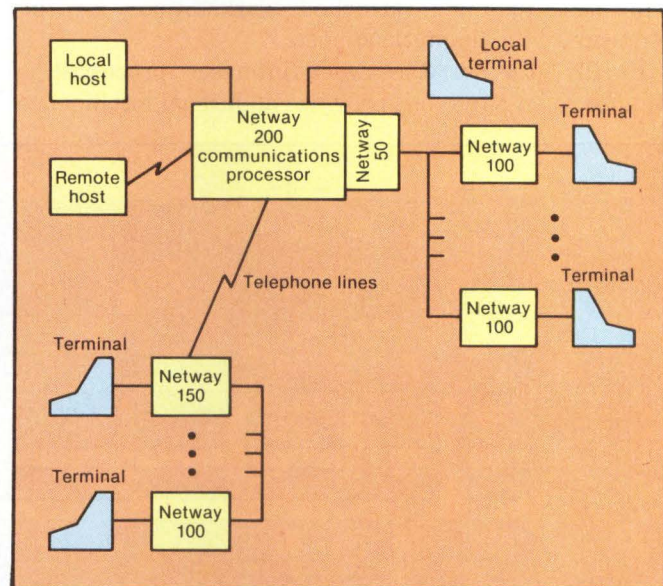 Local
host
Local
terminal
Netway
200
communications
processor
Netway
50
Terminal
Netway
100
Remote
host
Telephone lines
Terminal
Netway
100
Terminal
Netway
150
Terminal
Netway
100